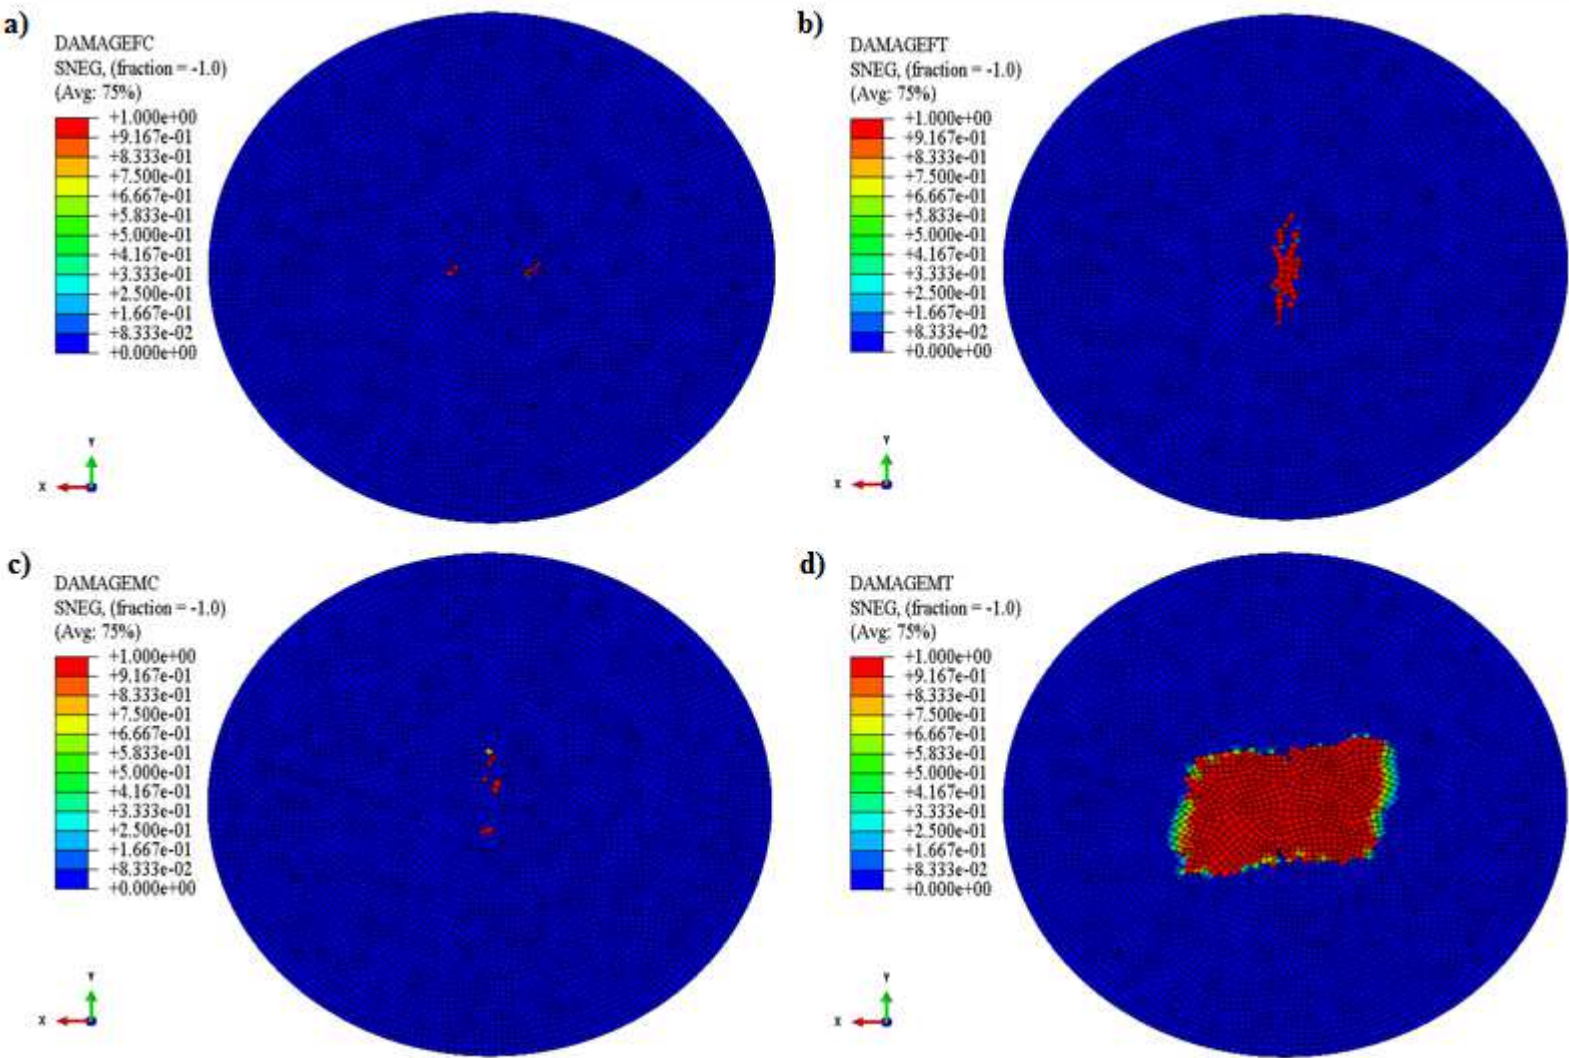 a)
DAMAGEFC
SNEG, (fraction = -1.0)
(Avg: 75%)
+1.000e+00
+9.167e-01
+8.333e-01
+7.500e-01
+6.667e-01
+5.833e-01
+5.000e-01
+4.167e-01
+3.333e-01
+2.500e-01
+1.667e-01
+8.333e-02
+0.000e+00
Y
X
b)
DAMAGEFT
SNEG, (fraction = -1.0)
(Avg: 75%)
+1.000e+00
+9.167e-01
+8.333e-01
+7.500e-01
+6.667e-01
+5.833e-01
+5.000e-01
+4.167e-01
+3.333e-01
+2.500e-01
+1.667e-01
+8.333e-02
+0.000e+00
Y
X
c)
DAMAGEMC
SNEG, (fraction = -1.0)
(Avg: 75%)
+1.000e+00
+9.167e-01
+8.333e-01
+7.500e-01
+6.667e-01
+5.833e-01
+5.000e-01
+4.167e-01
+3.333e-01
+2.500e-01
+1.667e-01
+8.333e-02
+0.000e+00
Y
X
d)
DAMAGEMT
SNEG, (fraction = -1.0)
(Avg: 75%)
+1.000e+00
+9.167e-01
+8.333e-01
+7.500e-01
+6.667e-01
+5.833e-01
+5.000e-01
+4.167e-01
+3.333e-01
+2.500e-01
+1.667e-01
+8.333e-02
+0.000e+00
Y
X